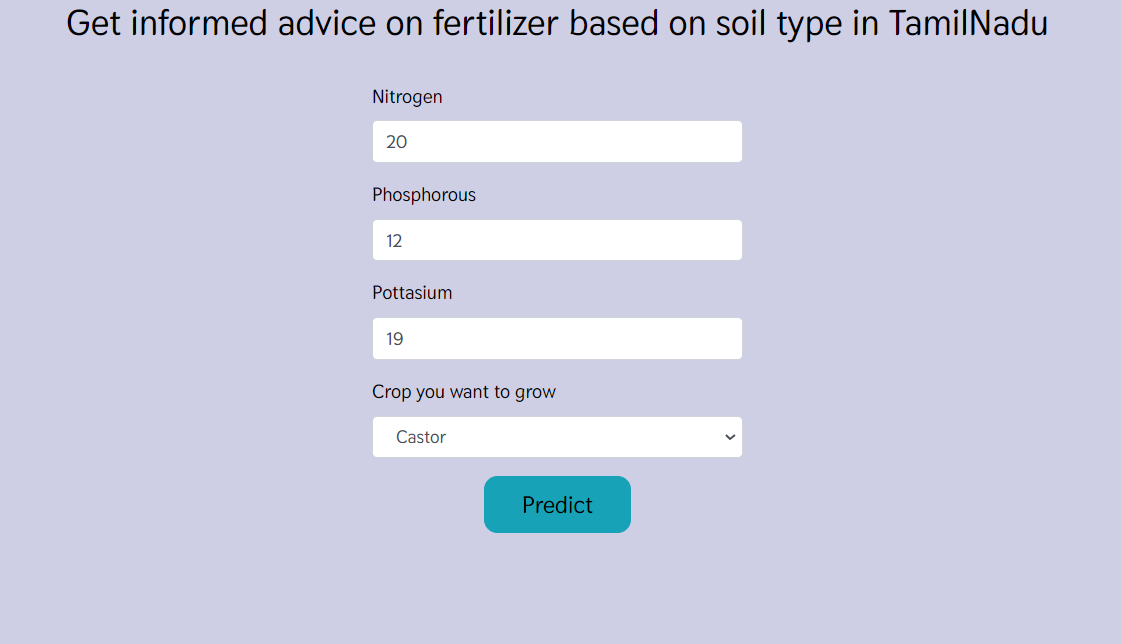 Get informed advice on fertilizer based on soil type in TamilNadu
Nitrogen
20
Phosphorous
12
Pottasium
19
Crop you want to grow
Castor
Predict